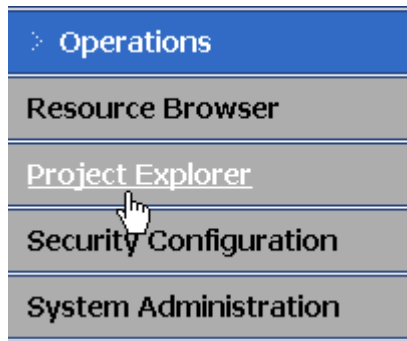 Operations
Resource Browser
Project Explorer
Security Configuration
System Administration